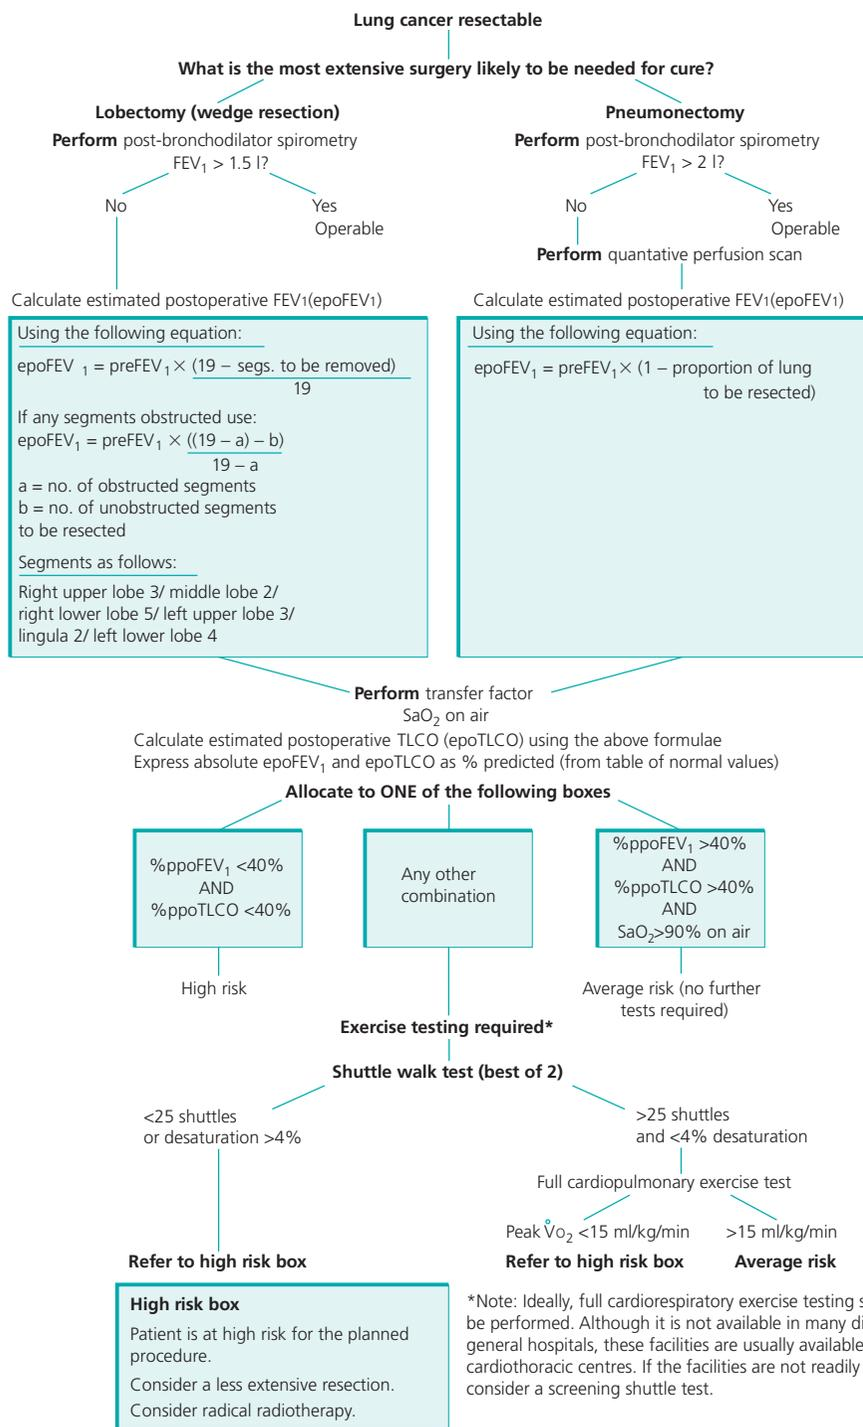 Lung cancer resectable
What is the most extensive surgery likely to be needed for cure?
Lobectomy (wedge resection)
Perform post-bronchodilator spirometry
FEV1 > 1.5 l?
No
Yes
Operable
Pneumonectomy
Perform post-bronchodilator spirometry
FEV1 > 2 l?
No
Yes
Operable
Perform quantative perfusion scan
Calculate estimated postoperative FEV1(epoFEV1)
Using the following equation:
epoFEV 1 = preFEV1 × (19 – segs. to be removed)
19
If any segments obstructed use:
epoFEV1 = preFEV1 × ((19 – a) – b)
19 – a
a = no. of obstructed segments
b = no. of unobstructed segments
to be resected
Segments as follows:
Right upper lobe 3/ middle lobe 2/
right lower lobe 5/ left upper lobe 3/
lingula 2/ left lower lobe 4
Calculate estimated postoperative FEV1(epoFEV1)
Using the following equation:
epoFEV1 = preFEV1 × (1 – proportion of lung
to be resected)
Perform transfer factor
SaO2 on air
Calculate estimated postoperative TLCO (epoTLCO) using the above formulae
Express absolute epoFEV1 and epoTLCO as % predicted (from table of normal values)
Allocate to ONE of the following boxes
%ppoFEV1 <40%
AND
%ppoTLCO <40%
High risk
Any other
combination
%ppoFEV1 >40%
AND
%ppoTLCO >40%
AND
SaO2>90% on air
Average risk (no further
tests required)
Exercise testing required*
Shuttle walk test (best of 2)
<25 shuttles
or desaturation >4%
Refer to high risk box
>25 shuttles
and <4% desaturation
Full cardiopulmonary exercise test
Peak V̊O2 <15 ml/kg/min
Refer to high risk box
>15 ml/kg/min
Average risk
High risk box
Patient is at high risk for the planned
procedure.
Consider a less extensive resection.
Consider radical radiotherapy.
*Note: Ideally, full cardiorespiratory exercise testing
be performed. Although it is not available in many
general hospitals, these facilities are usually available
cardiothoracic centres. If the facilities are not readily
consider a screening shuttle test.